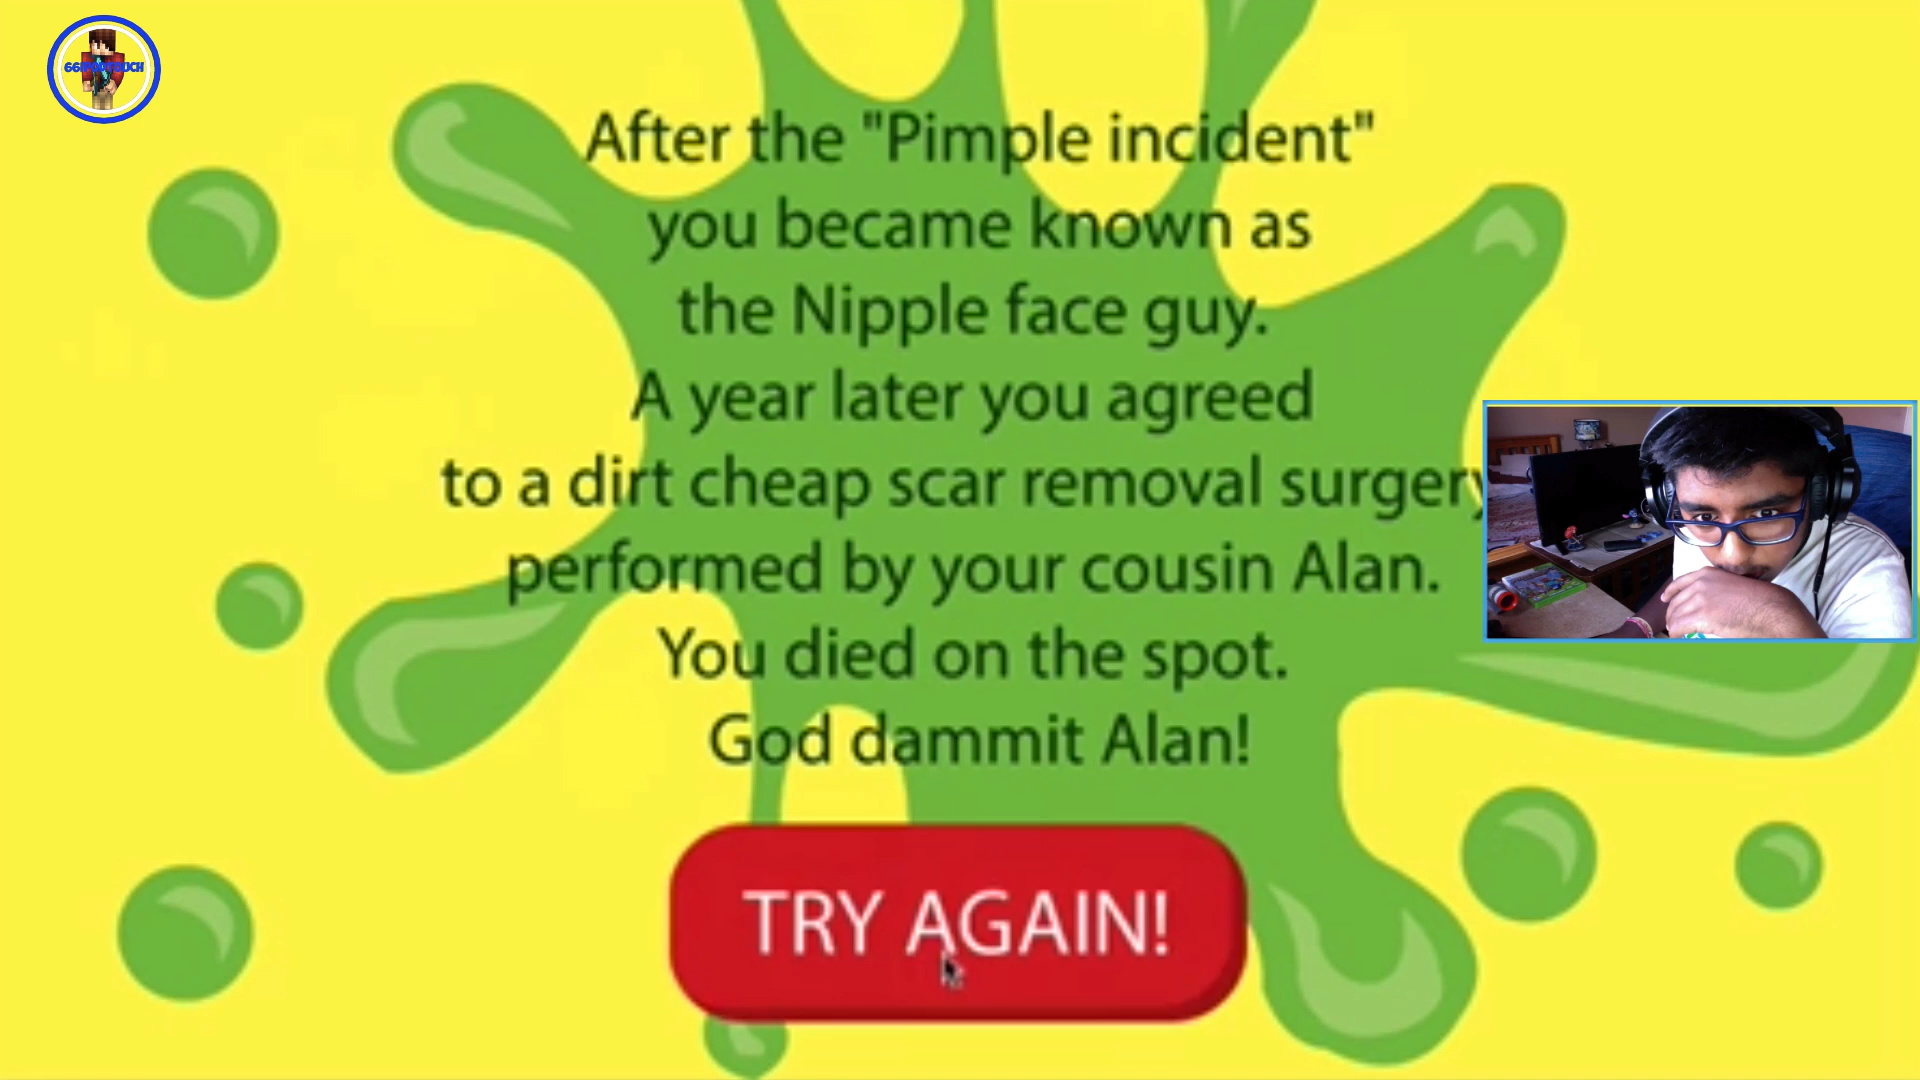 After the "Pimple incident"
you became known as
the Nipple face guy.
A year later you agreed
to a dirt cheap scar removal surgery
performed by your cousin Alan.
You died on the spot.
God dammit Alan!
TRY AGAIN!